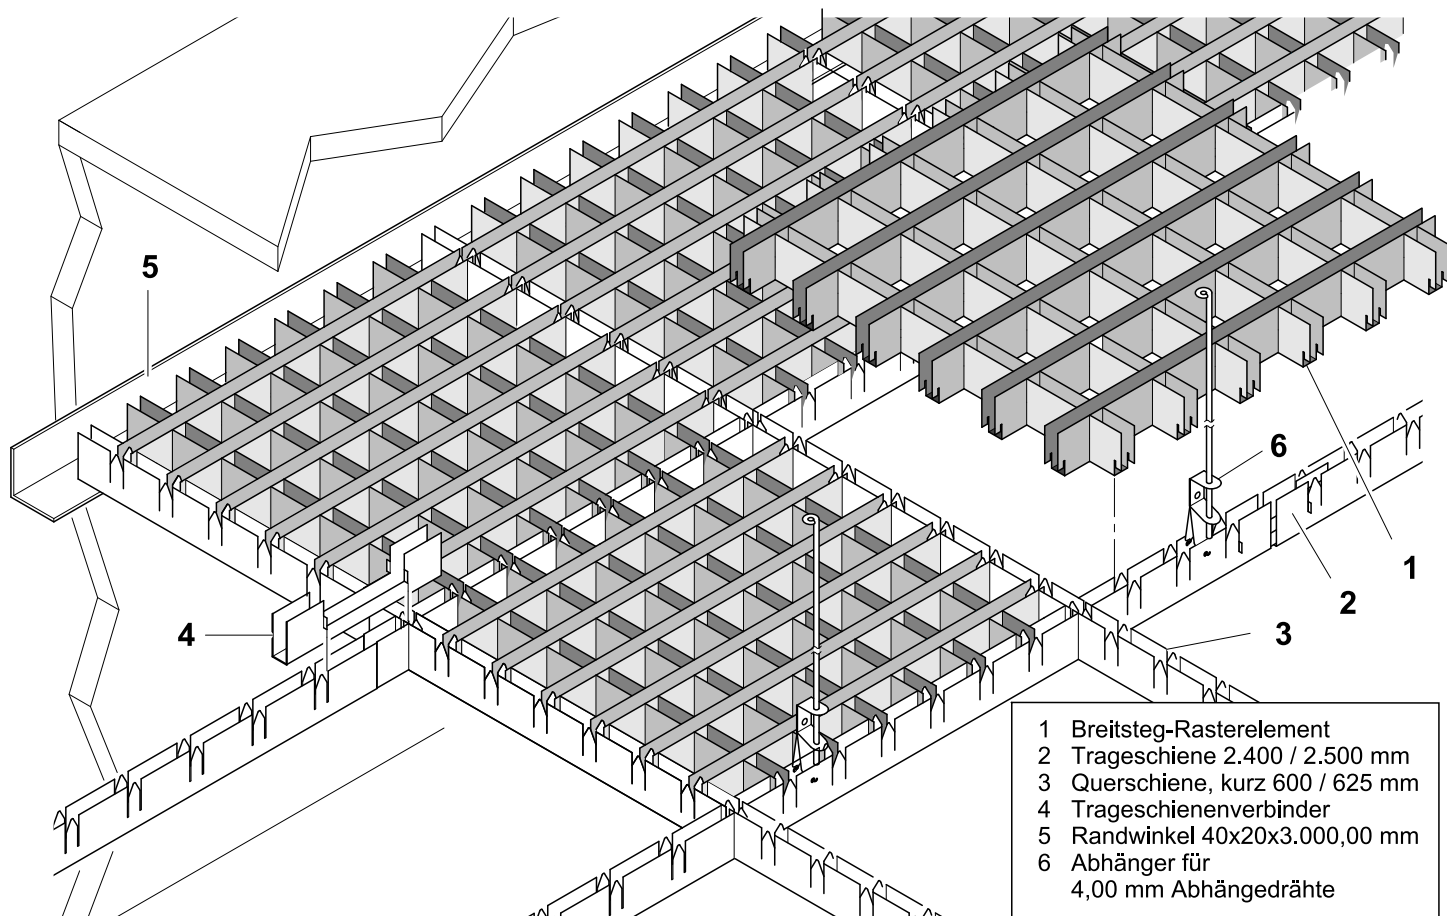 5
6
1
2
4
3
1 Breitsteg-Rasterelement
2 Trageschiene 2.400 / 2.500 mm
3 Querschiene, kurz 600 / 625 mm
4 Trageschienenverbinder
5 Randwinkel 40x20x3.000,00 mm
6 Abhänger für
4,00 mm Abhängedrähte